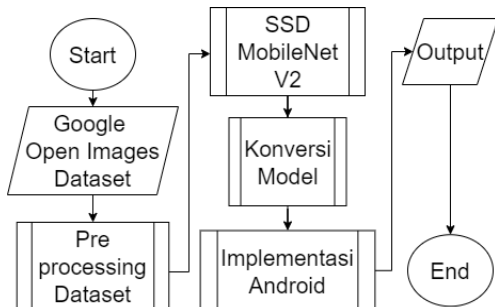 Start
Google
Open Images
Dataset
Pre
processing
Dataset
SSD
MobileNet
V2
Konversi
Model
Implementasi
Android
Output
End